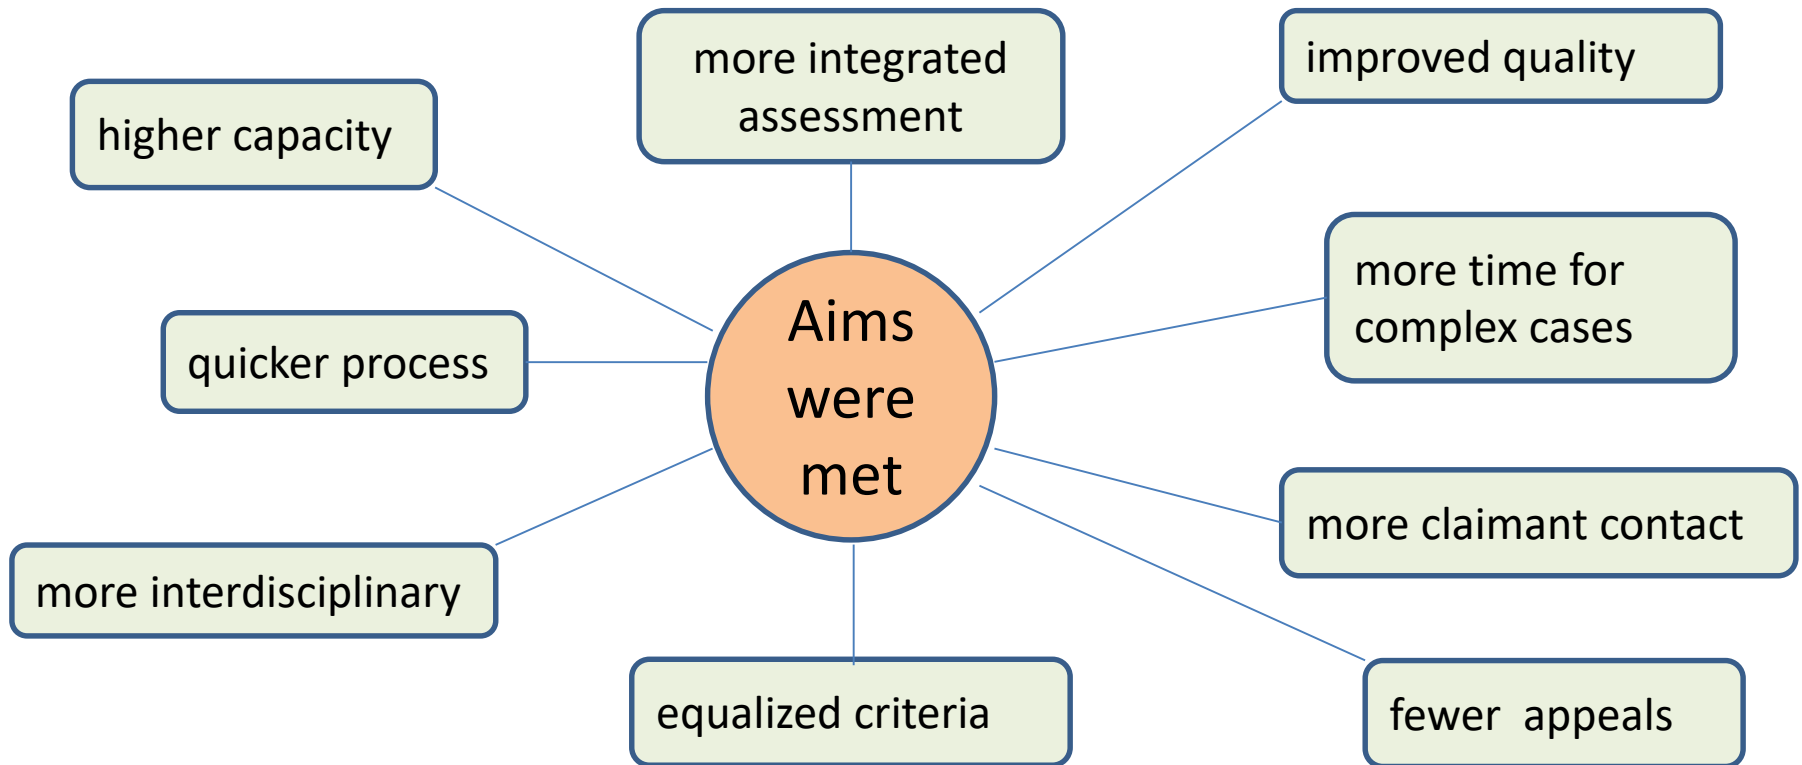 more integrated
assessment
improved quality
higher capacity
more time for
complex cases
Aims
were
met
quicker process
more claimant contact
more interdisciplinary
equalized criteria
fewer  appeals